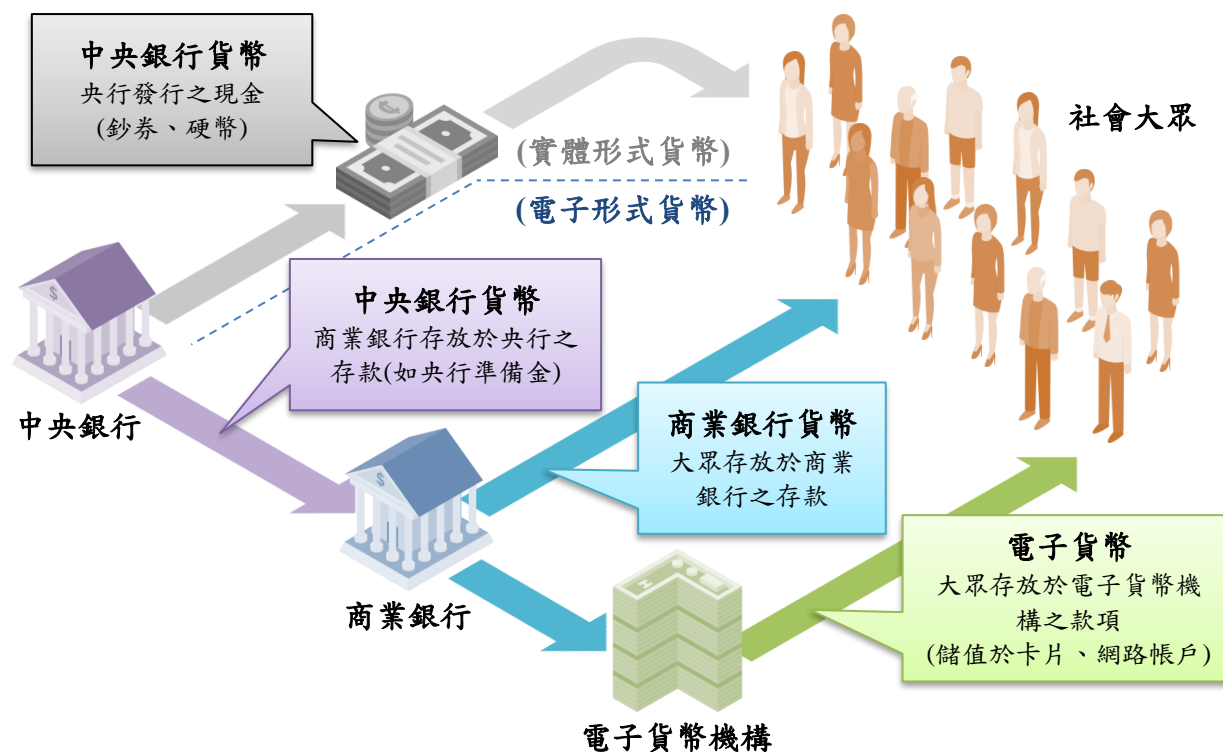 中央銀行貨幣
央行發行之現金
(鈔券、硬幣)
社會大眾
(實體形式貨幣)
(電子形式貨幣)
中央銀行貨幣
商業銀行存放於央行之
存款(如央行準備金)
中央銀行
商業銀行貨幣
大眾存放於商業
銀行之存款
商業銀行
電子貨幣
大眾存放於電子貨幣機
構之款項
(儲值於卡片、網路帳戶)
電子貨幣機構